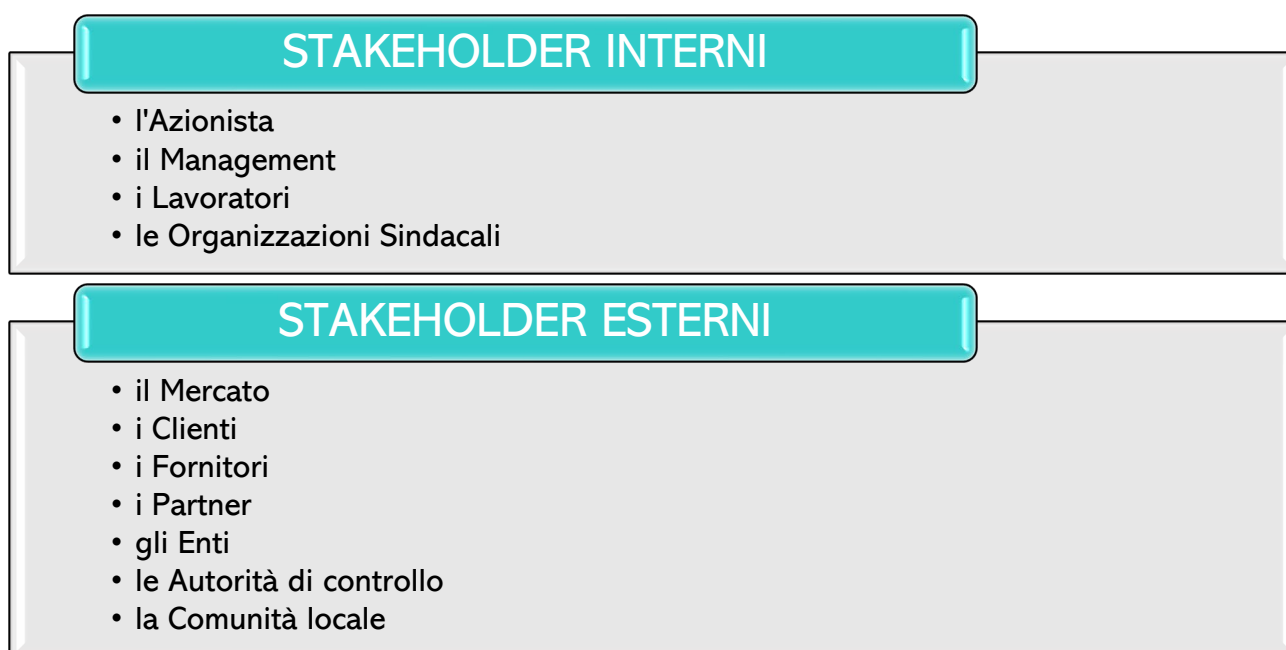 STAKEHOLDER INTERNI
• l'Azionista
• il Management
• i Lavoratori
• le Organizzazioni Sindacali
STAKEHOLDER ESTERNI
• il Mercato
• i Clienti
• i Fornitori
• i Partner
• gli Enti
• le Autorità di controllo
• la Comunità locale